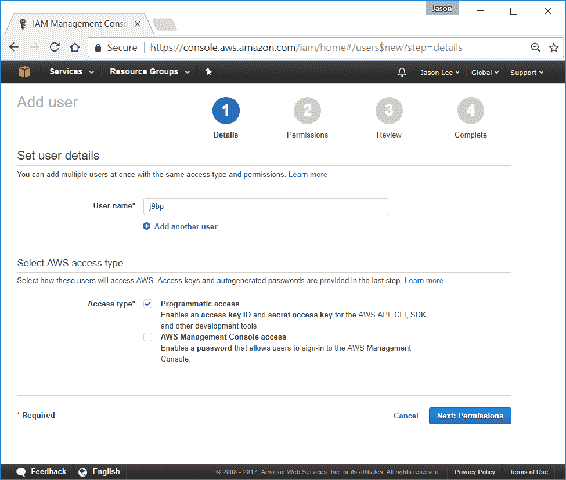 Jason
IAM Management Conso
Secure https://console.aws.amazon.com/iam/home#/users$new?step=details
Services Resource Groups Jason Lee Global Support
Add user
1 2 3 4
Details Permissions Review Complete
Set user details
You can add multiple users at once with the same access type and permissions. Learn more
User name* j9bp
Add another user
Select AWS access type
Select how these users will access AWS. Access keys and autogenerated passwords are provided in the last step. Learn more
Access type* Programmatic access
Enables an access key ID and secret access key for the AWS API, CLI, SDK,
and other development tools.
AWS Management Console access
Enables a password that allows users to sign-in to the AWS Management
Console.
* Required Cancel Next: Permissions
Feedback English © 2008 - 2017, Amazon Web Services, Inc. or its affiliates. All rights reserved. Privacy Policy Terms of Use